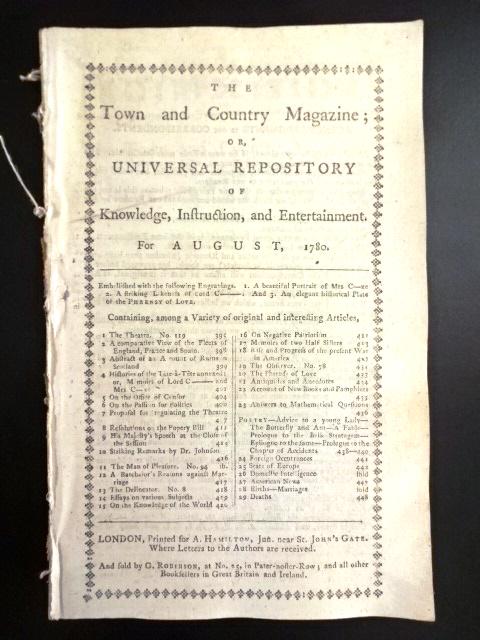 THE
Town and Country Magazine;
OR,
UNIVERSAL REPOSITORY
OF
Knowledge, Instruction, and Entertainment.
For AUGUST, 1780.
Embellished with the following Engravings. 1. A beautiful Portrait of Mrs C—ze
2. A striking Likeness of Lord C——. And 3. An elegant historical Plate
of the PHRENSY of LOVE.
Containing, among a Variety of original and interesting Articles,
1 The Theatre. No. 119 395
2 A comparative View of the Fleets of
England, France and Spain. 398
3 Abstract of an Account of Ruins in
Scotland 399
4 Histories of the Tête-à-Tête annexed;
or, Memoirs of Lord C—— and
Mrs C—ze
5 On the Office of Censor 404
6 On the Passion for Politics 406
7 Proposal for regulating the Theatre
407
8 Resolutions on the Popery Bill 411
9 His Majesty's Speech at the Close of
the Session 415
10 Striking Remarks by Dr. Johnson
416
11 The Man of Pleasure. No. 94 ib.
12 A Batchelor's Reasons against Mar-
riage 417
13 The Delineator. No. 8 418
14 Essays on various Subjects 419
15 On the Knowledge of the World 420
16 On Negative Patriotism 421
17 Memoirs of two Half Sisters 423
18 Rise and Progress of the present War
in America 427
19 The Observer. No. 78 431
20 The Phrensy of Love 433
21 Antiquities and Anecdotes 434
22 Account of New Books and Pamphlets
435
23 Answers to Mathematical Questions
436
POETRY—Advice to a young Lady—
The Butterfly and Ant—A Fable—
Prologue to the Beau Stratagem—
Epilogue to the same—Prologue to the
Chapter of Accidents 438—440
24 Foreign Occurrences 441
25 State of Europe 442
26 Domestic Intelligence ibid
27 American News 447
28 Births—Marriages ibid
29 Deaths 448
LONDON, Printed for A. HAMILTON, Jun. near St. JOHN'S GATE.
Where Letters to the Authors are received.
And sold by G. ROBINSON, at No. 25, in Pater-noster-Row; and all other
Booksellers in Great Britain and Ireland.